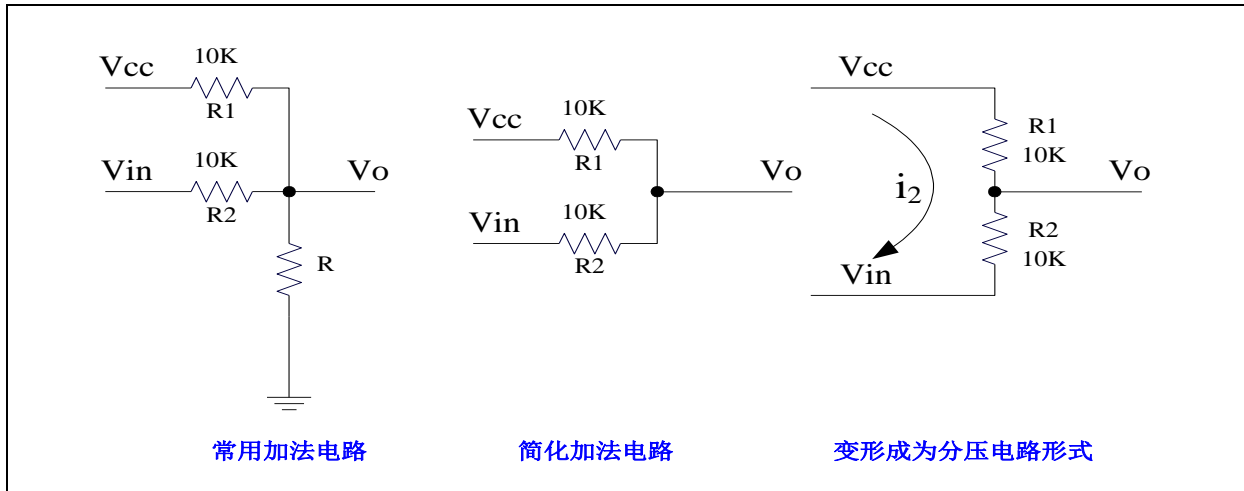 Vcc
10K
R1
Vin
10K
R2
Vo
R
常用加法电路
Vcc
10K
R1
Vin
10K
R2
Vo
简化加法电路
Vcc
R1
10K
Vo
i2
R2
10K
Vin
变形成为分压电路形式